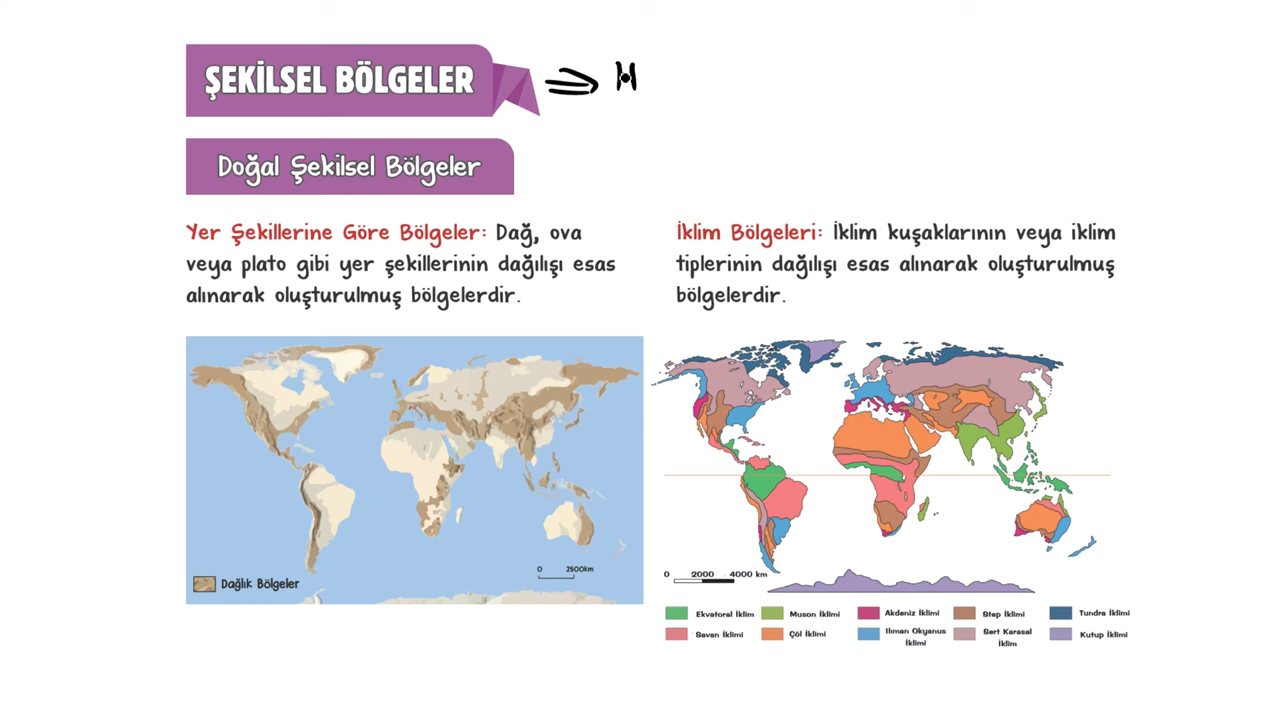 ŞEKİLSEL BÖLGELER ⇒ H
Doğal Şekilsel Bölgeler
Yer Şekillerine Göre Bölgeler: Dağ, ova
veya plato gibi yer şekillerinin dağılışı esas
alınarak oluşturulmuş bölgelerdir.
İklim Bölgeleri: İklim kuşaklarının veya iklim
tiplerinin dağılışı esas alınarak oluşturulmuş
bölgelerdir.
Dağlık Bölgeler
0 2500km
0 2000 4000 km
Ekvatoral İklim
Muson İklimi
Akdeniz İklimi
Step İklimi
Tundra İklimi
Savan İklimi
Çöl İklimi
Ilıman Okyanus
İklimi
Sert Karasal
İklim
Kutup İklimi